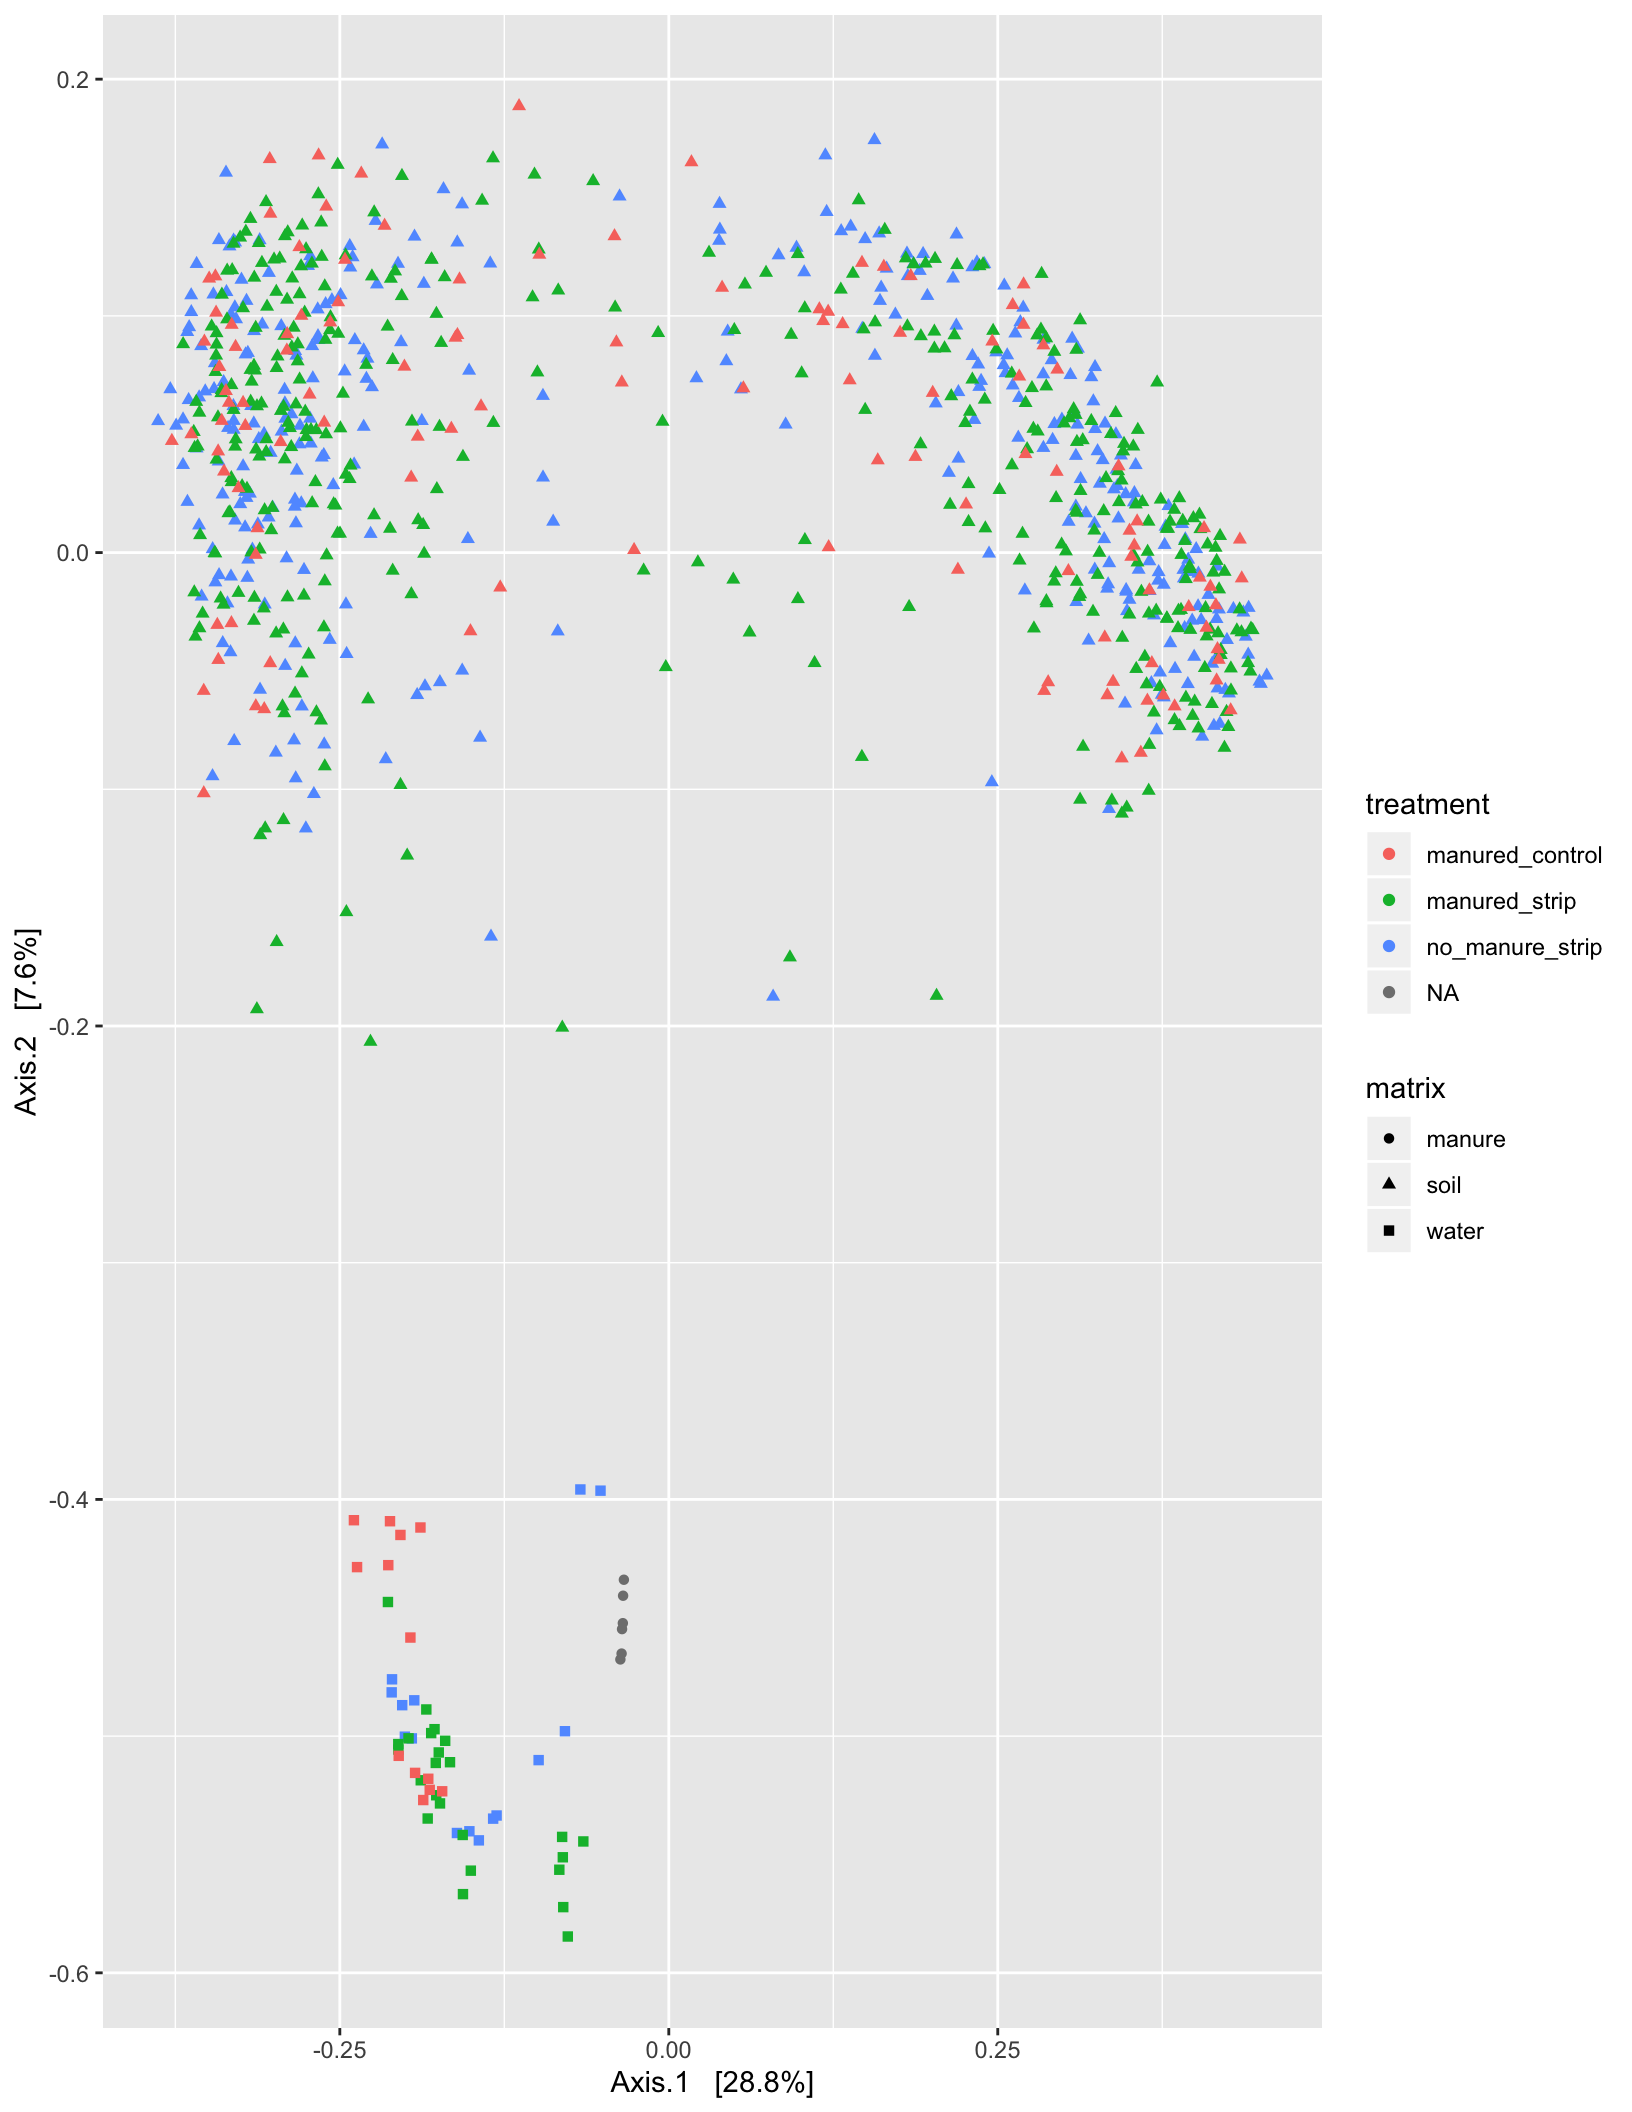 0.2
0.0
-0.2
-0.4
-0.6
Axis.2 [7.6%]
-0.25
0.00
0.25
Axis.1 [28.8%]
treatment
manured_control
manured_strip
no_manure_strip
NA
matrix
manure
soil
water